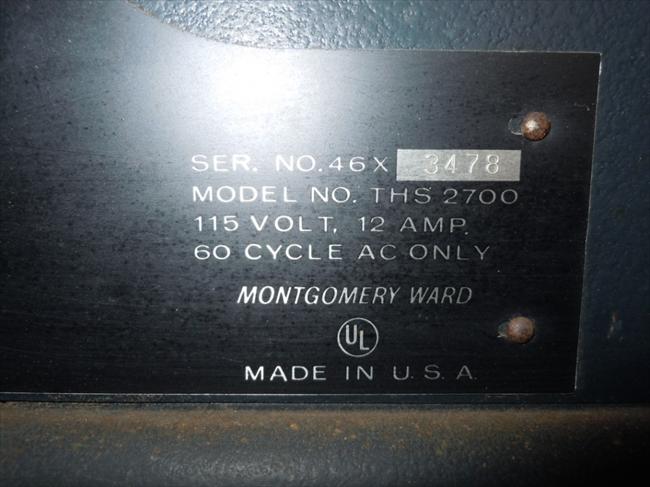 SER. NO. 46X 3478
MODEL NO. THS 2700
115 VOLT, 12 AMP.
60 CYCLE AC ONLY
MONTGOMERY WARD
UL
MADE IN U.S.A.